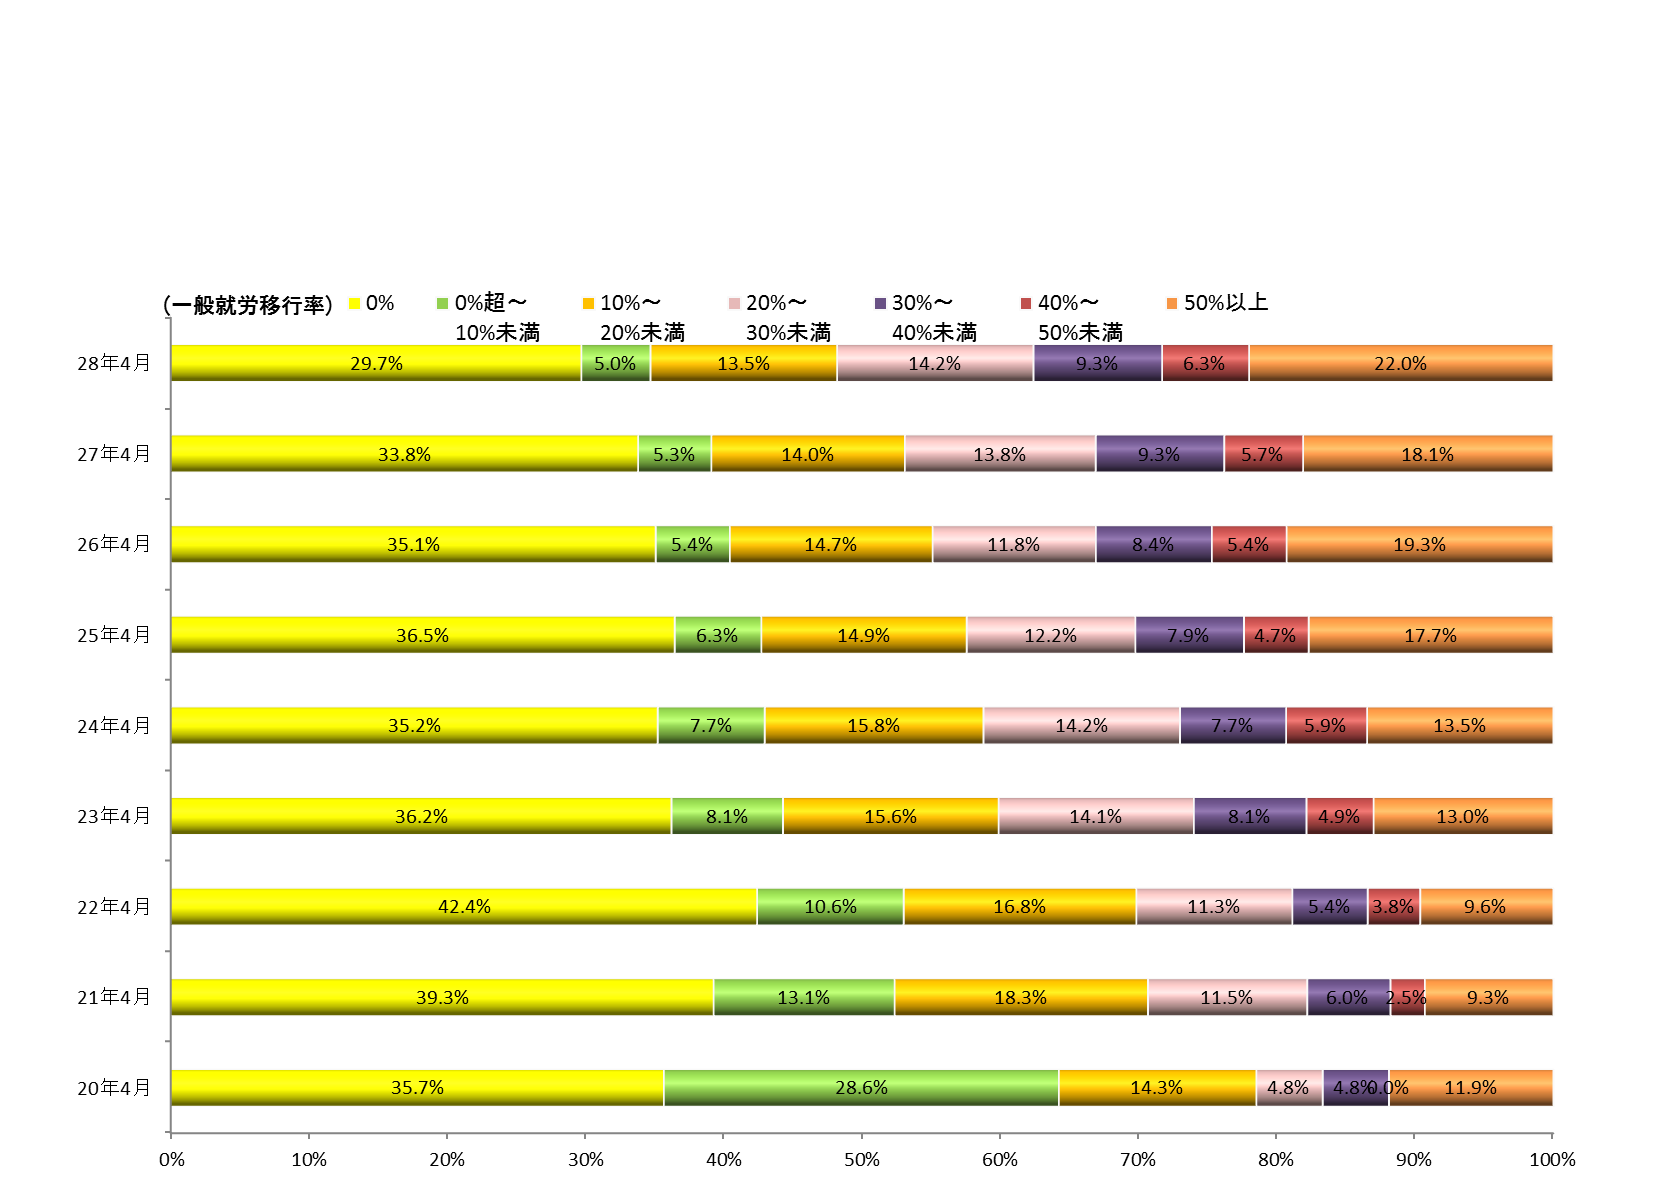 （一般就労移行率） 0% 0%超～ 10%～ 20%～ 30%～ 40%～ 50%以上
10%未満 20%未満 30%未満 40%未満 50%未満
28年4月 29.7% 5.0% 13.5% 14.2% 9.3% 6.3% 22.0%
27年4月 33.8% 5.3% 14.0% 13.8% 9.3% 5.7% 18.1%
26年4月 35.1% 5.4% 14.7% 11.8% 8.4% 5.4% 19.3%
25年4月 36.5% 6.3% 14.9% 12.2% 7.9% 4.7% 17.7%
24年4月 35.2% 7.7% 15.8% 14.2% 7.7% 5.9% 13.5%
23年4月 36.2% 8.1% 15.6% 14.1% 8.1% 4.9% 13.0%
22年4月 42.4% 10.6% 16.8% 11.3% 5.4% 3.8% 9.6%
21年4月 39.3% 13.1% 18.3% 11.5% 6.0% 2.5% 9.3%
20年4月 35.7% 28.6% 14.3% 4.8% 4.8% 0.0% 11.9%
0% 10% 20% 30% 40% 50% 60% 70% 80% 90% 100%